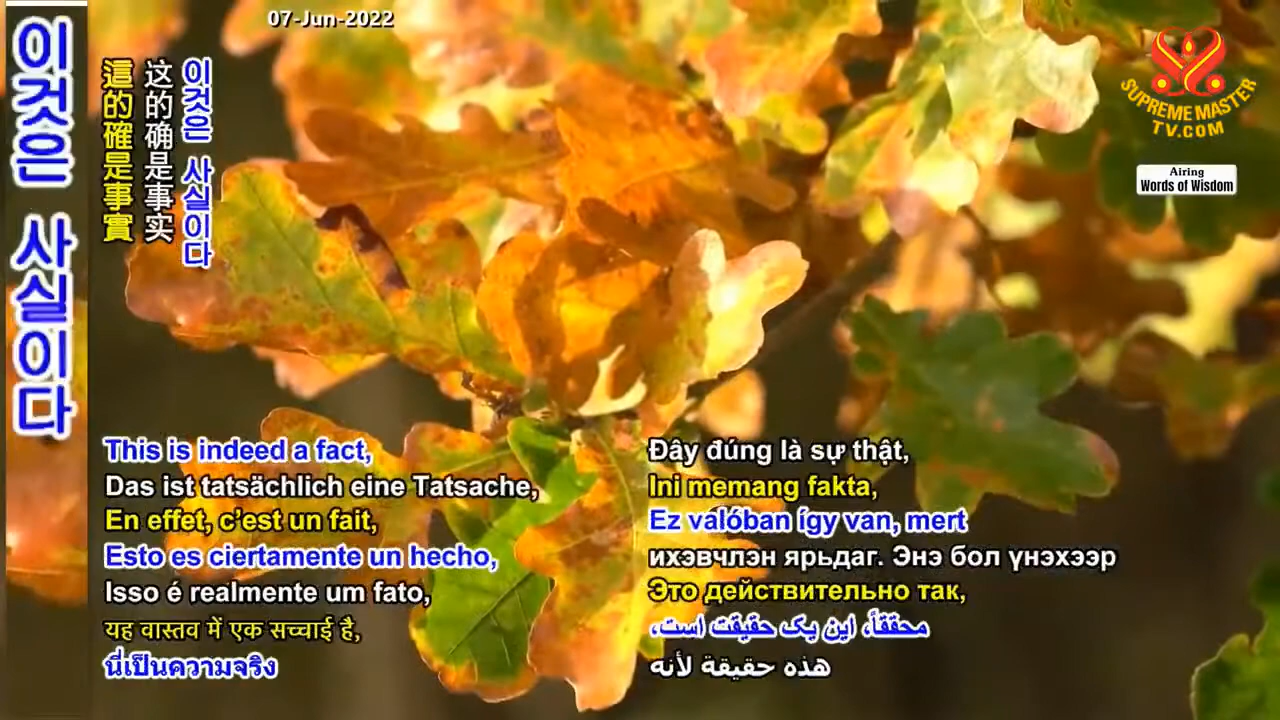 07-Jun-2022
이것은 사실이다
這的確是事實
这的确是事实
이것은 사실이다
SUPREME MASTER
TV.COM
Airing
Words of Wisdom
This is indeed a fact,
Das ist tatsächlich eine Tatsache,
En effet, c’est un fait,
Esto es ciertamente un hecho,
Isso é realmente um fato,
यह वास्तव में एक सच्चाई है,
นี่เป็นความจริง
Đây đúng là sự thật,
Ini memang fakta,
Ez valóban így van, mert
ихэвчлэн ярьдаг. Энэ бол үнэхээр
Это действительно так,
محققاً، این یک حقیقت است،
هذه حقيقة لأنه